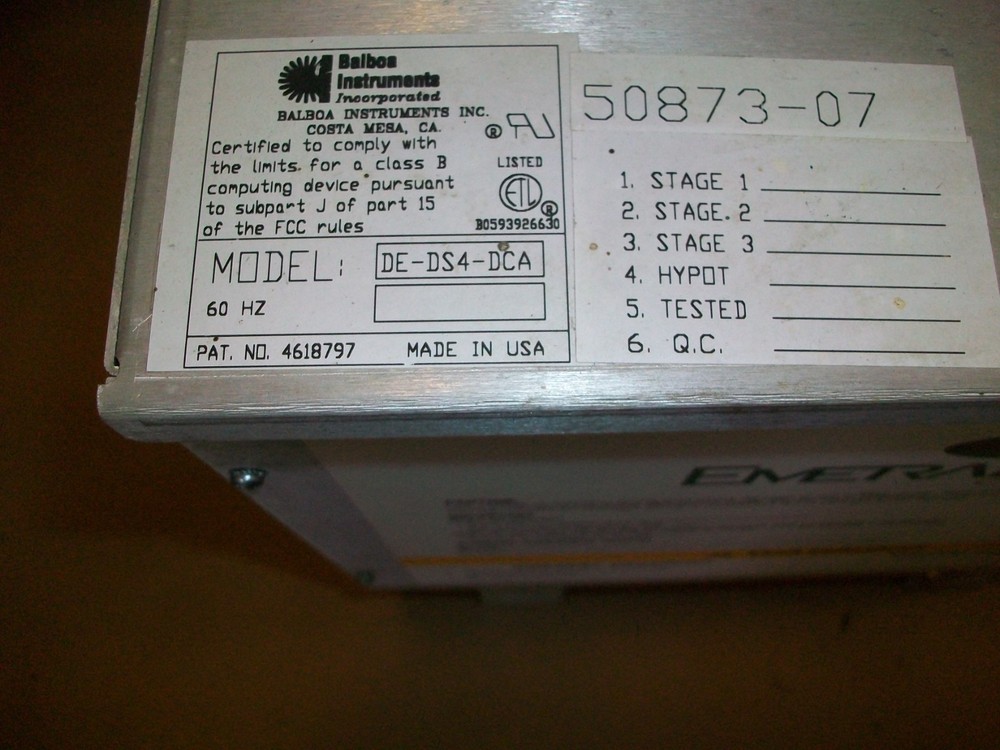 Balboa
Instruments
Incorporated
BALBOA INSTRUMENTS INC.
COSTA MESA, CA.
Certified to comply with
the limits for a class B
computing device pursuant
to subpart J of part 15
of the FCC rules
® RU
LISTED
ETL ®
B0593926630
MODEL: DE-DS4-DCA
60 HZ
PAT. NO. 4618797 MADE IN USA
50873-07
1. STAGE 1
2. STAGE 2
3. STAGE 3
4. HYPOT
5. TESTED
6. Q.C.